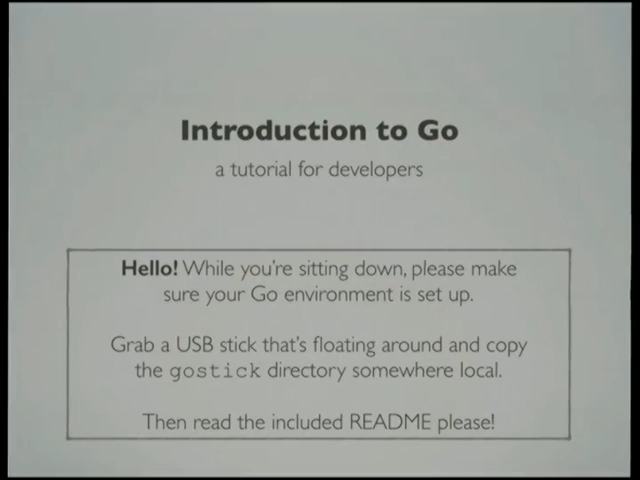 Introduction to Go
a tutorial for developers
Hello! While you're sitting down, please make
sure your Go environment is set up.
Grab a USB stick that's floating around and copy
the gostick directory somewhere local.
Then read the included README please!